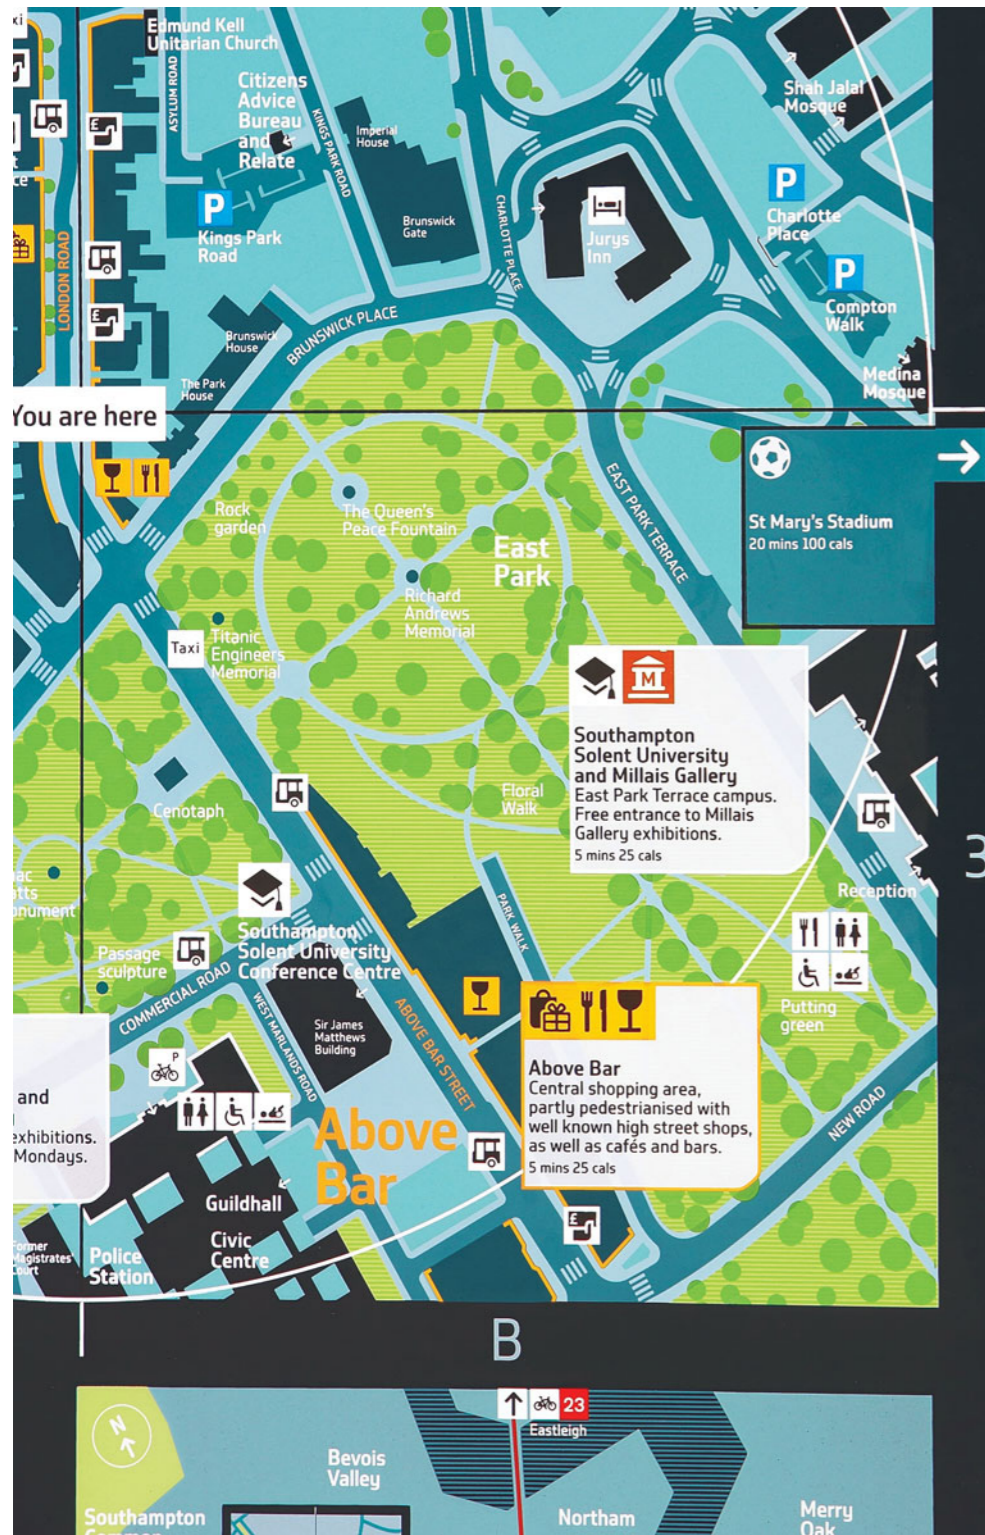 Edmund Kell
Unitarian Church
ASYLUM ROAD
Citizens
Advice
Bureau
and
Relate
KINGS PARK ROAD
Imperial
House
Brunswick
Gate
CHARLOTTE PLACE
Jurys
Inn
Shah Jalal
Mosque
P
Charlotte
Place
P
Compton
Walk
Medina
Mosque
P
Kings Park
Road
£
£
LONDON ROAD
Brunswick
House
BRUNSWICK PLACE
The Park
House
You are here
Rock
garden
The Queen's
Peace Fountain
East
Park
EAST PARK TERRACE
St Mary's Stadium
20 mins 100 cals
Richard
Andrews
Memorial
Taxi
Titanic
Engineers
Memorial
M
Southampton
Solent University
and Millais Gallery
East Park Terrace campus.
Free entrance to Millais
Gallery exhibitions.
5 mins 25 cals
Cenotaph
Floral
Walk
3
Reception
PARK WALK
Southampton
Solent University
Conference Centre
Passage
sculpture
COMMERCIAL ROAD
WEST MARLANDS ROAD
Sir James
Matthews
Building
ABOVE BAR STREET
Putting
green
NEW ROAD
Above Bar
Central shopping area,
partly pedestrianised with
well known high street shops,
as well as cafés and bars.
5 mins 25 cals
P
and
exhibitions.
Mondays.
Above
Bar
£
Guildhall
Civic
Centre
Police
Station
Former
Magistrates'
Court
B
N
23
Eastleigh
Bevois
Valley
Southampton
Common
Northam
Merry
Oak